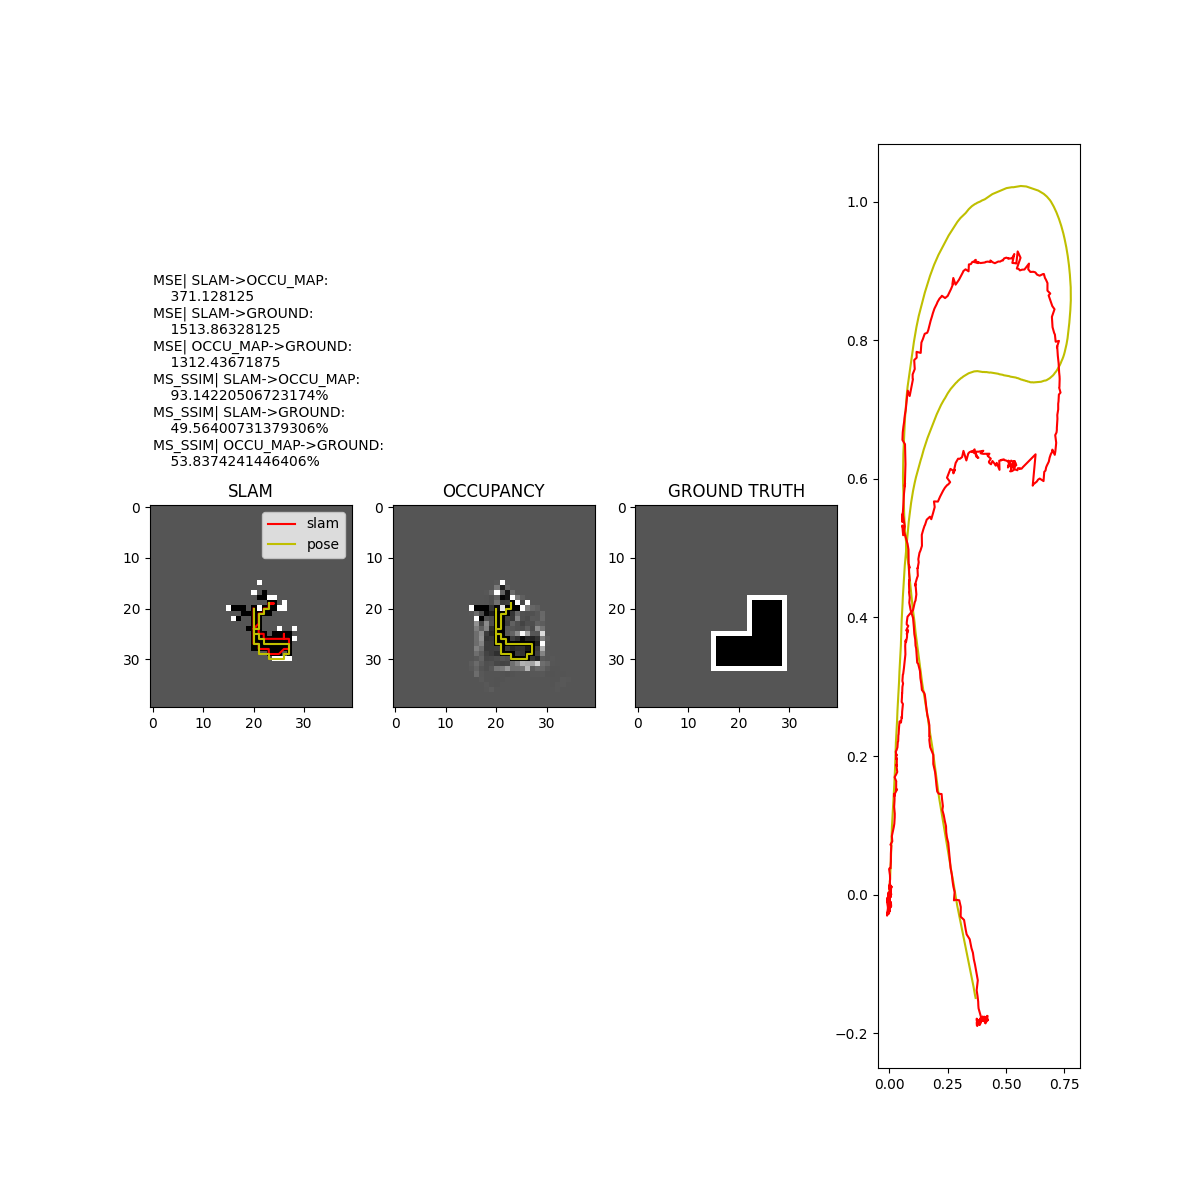 MSE| SLAM->OCCU_MAP:
371.128125
MSE| SLAM->GROUND:
1513.86328125
MSE| OCCU_MAP->GROUND:
1312.43671875
MS_SSIM| SLAM->OCCU_MAP:
93.14220506723174%
MS_SSIM| SLAM->GROUND:
49.56400731379306%
MS_SSIM| OCCU_MAP->GROUND:
53.8374241446406%
SLAM
slam
pose
0
10
20
30
0 10 20 30
OCCUPANCY
0
10
20
30
0 10 20 30
GROUND TRUTH
0
10
20
30
0 10 20 30
1.0
0.8
0.6
0.4
0.2
0.0
−0.2
0.00 0.25 0.50 0.75